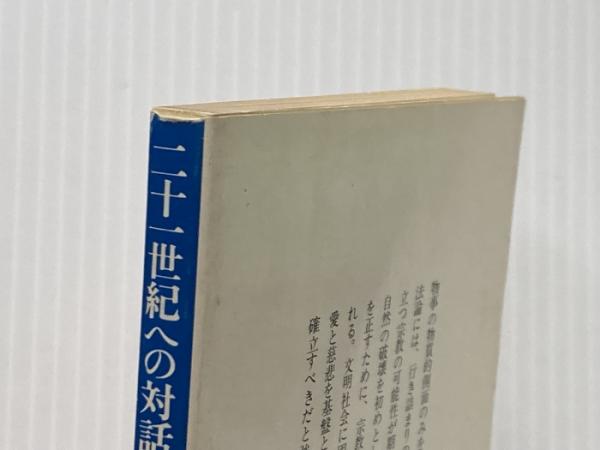 二十一世紀への対話
物事の物質的側面のみを
法論には、行き詰まりの
立つ宗教の可能性が期
自然の破壊を初めとし
を正すために、宗教
れる。文明社会に
愛と慈悲を基盤と
確立すべきだと